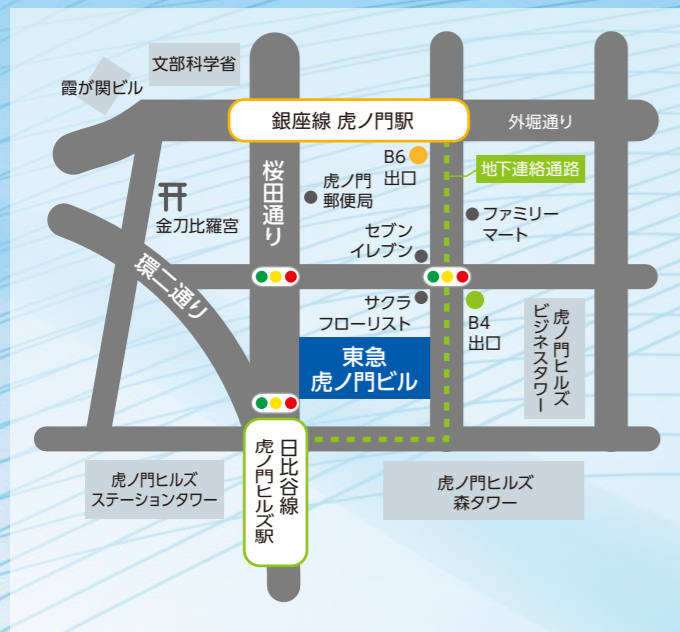 文部科学省
霞が関ビル
銀座線 虎ノ門駅
外堀通り
B6
出口
地下連絡通路
桜田通り
虎ノ門
郵便局
金刀比羅宮
ファミリー
マート
セブン
イレブン
環二通り
サクラ
フローリスト
B4
出口
虎ノ門ヒルズ
ビジネスタワー
東急
虎ノ門ビル
日比谷線
虎ノ門ヒルズ駅
虎ノ門ヒルズ
ステーションタワー
虎ノ門ヒルズ
森タワー